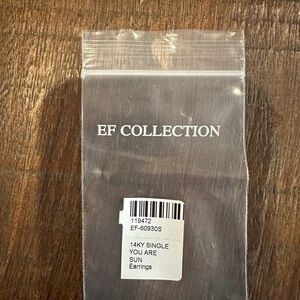 EF COLLECTION
119472
EF-60930S
14KY SINGLE
YOU ARE
SUN
Earrings